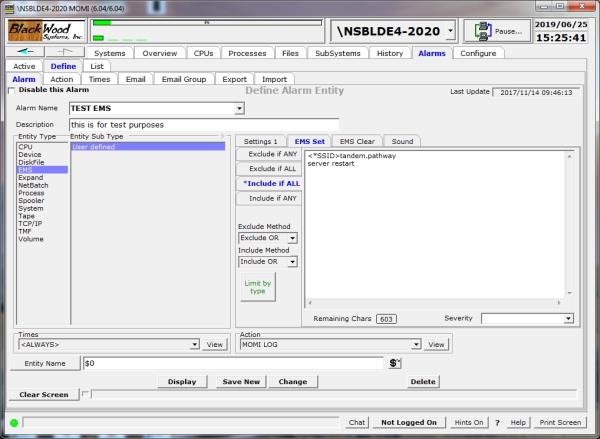 \NSBLDE4-2020 MOMI (6.04/6.04)
BlackWood
Systems, Inc.
\NSBLDE4-2020
Pause...
2019/06/25
15:25:41
Systems Overview CPUs Processes Files SubSystems History Alarms Configure
Active Define List
Alarm Action Times Email Email Group Export Import
Disable this Alarm
Define Alarm Entity
Last Update 2017/11/14 09:46:13
Alarm Name TEST EMS
Description this is for test purposes
Entity Type Entity Sub Type
CPU
Device
DiskFile
EMS
Expand
NetBatch
Process
Spooler
System
Tape
TCP/IP
TMF
Volume
User defined
Settings 1 EMS Set EMS Clear Sound
Exclude if ANY
Exclude if ALL
*Include if ALL
Include if ANY
<*SSID>tandem.pathway
server restart
Exclude Method
Exclude OR
Include Method
Include OR
Limit by
type
Remaining Chars 603 Severity
Times
<ALWAYS> View
Action
MOMI LOG View
Entity Name $0
Display Save New Change Delete
Clear Screen
Chat Not Logged On Hints On ? Help Print Screen